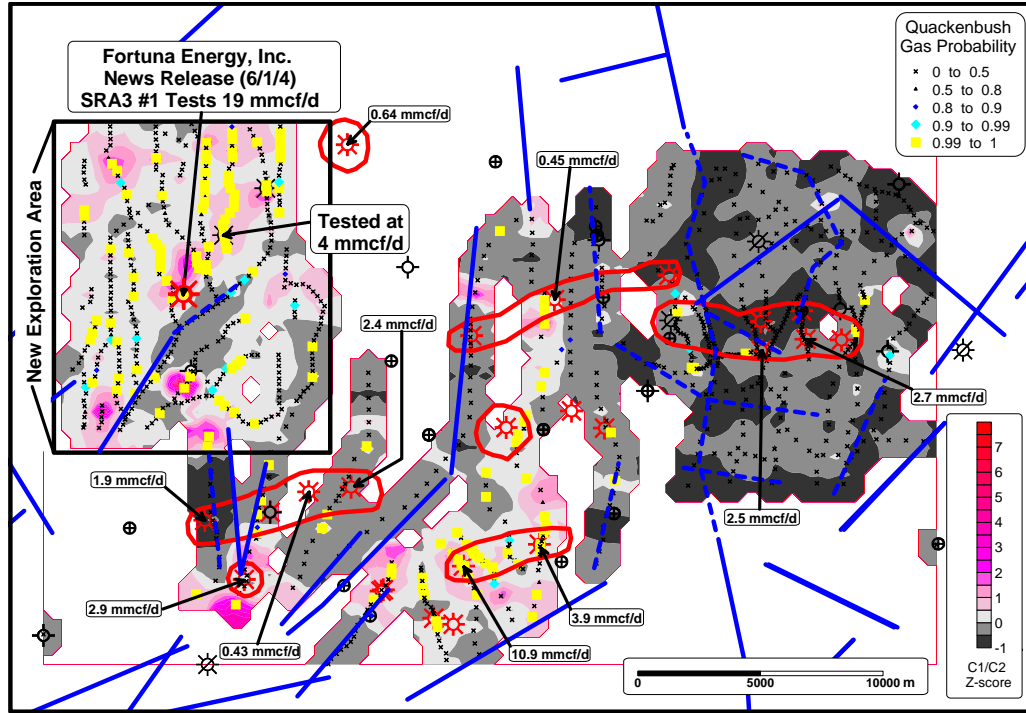 Fortuna Energy, Inc.
News Release (6/1/4)
SRA3 #1 Tests 19 mmcf/d
Quackenbush
Gas Probability
0 to 0.5
0.5 to 0.8
0.8 to 0.9
0.9 to 0.99
0.99 to 1
0.64 mmcf/d
0.45 mmcf/d
New Exploration Area
Tested at
4 mmcf/d
2.4 mmcf/d
2.7 mmcf/d
1.9 mmcf/d
2.5 mmcf/d
2.9 mmcf/d
3.9 mmcf/d
0.43 mmcf/d
10.9 mmcf/d
7
6
5
4
3
2
1
0
-1
C1/C2
Z-score
0 5000 10000 m